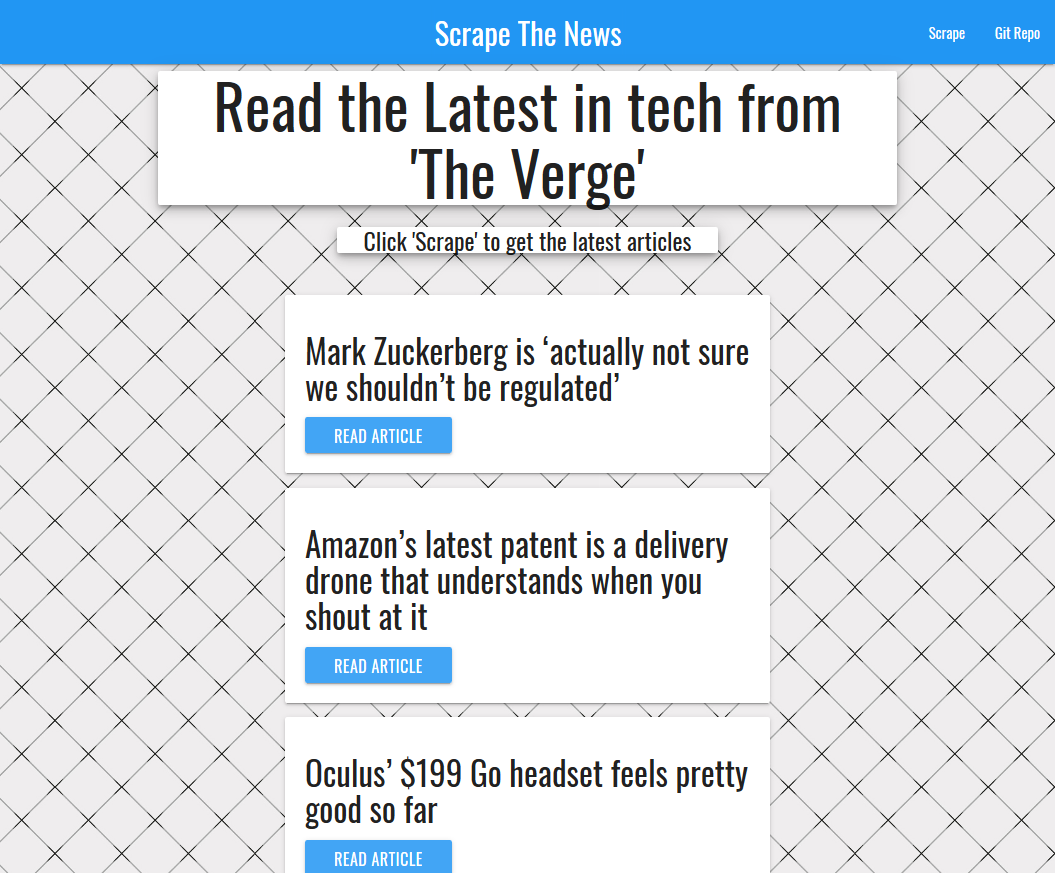 Scrape The News
Scrape
Git Repo
Read the Latest in tech from
'The Verge'
Click 'Scrape' to get the latest articles
Mark Zuckerberg is ‘actually not sure
we shouldn’t be regulated’
READ ARTICLE
Amazon’s latest patent is a delivery
drone that understands when you
shout at it
READ ARTICLE
Oculus’ $199 Go headset feels pretty
good so far
READ ARTICLE